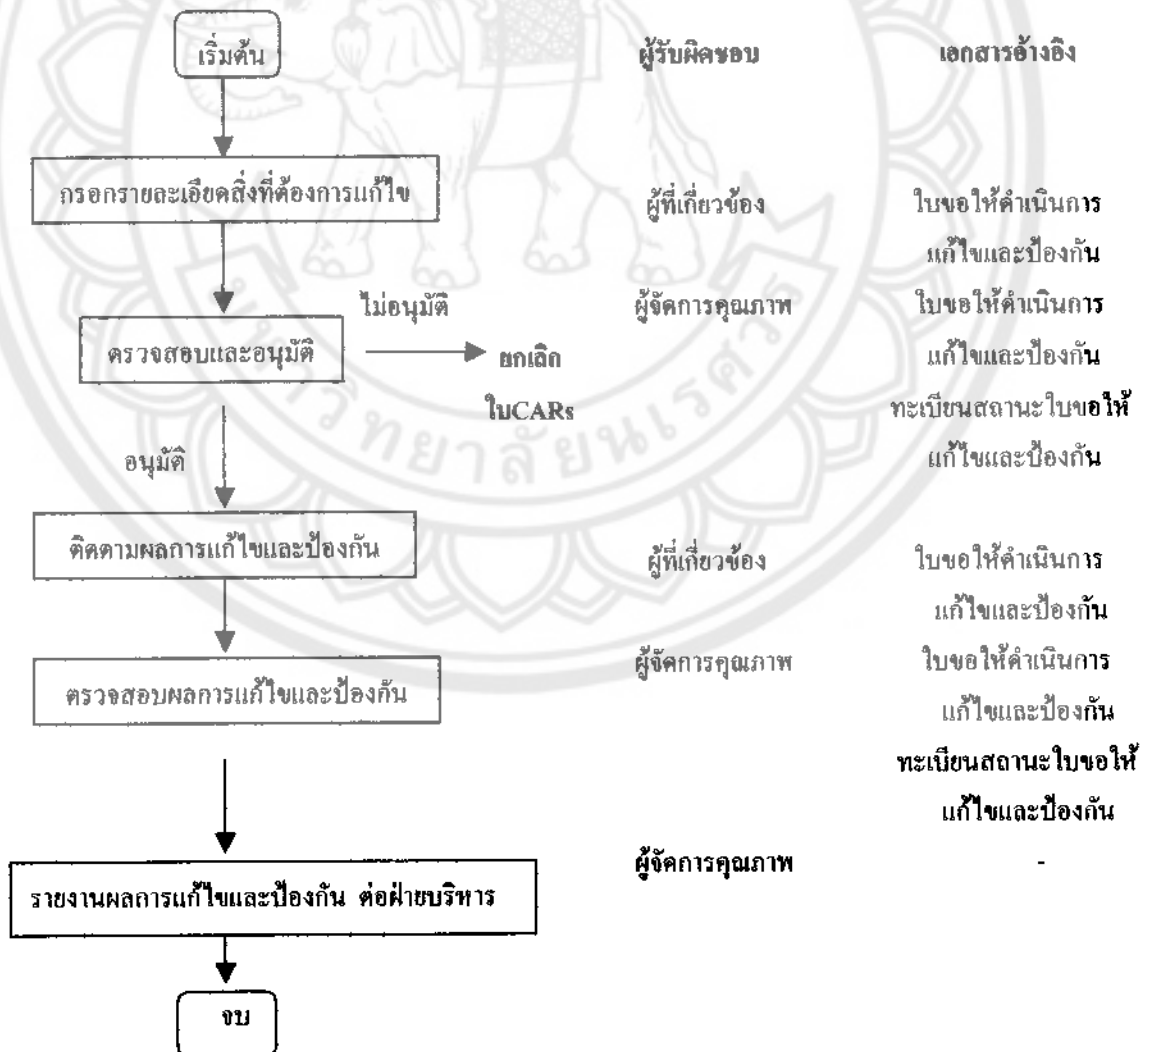 เริ่มต้น ผู้รับผิดชอบ เอกสารอ้างอิง
กรอกรายละเอียดสิ่งที่ต้องการแก้ไข ผู้ที่เกี่ยวข้อง ใบขอให้ดำเนินการ
แก้ไขและป้องกัน
ไม่อนุมัติ ผู้จัดการคุณภาพ ใบขอให้ดำเนินการ
ตรวจสอบและอนุมัติ ยกเลิก แก้ไขและป้องกัน
ใบCARs ทะเบียนสถานะใบขอให้
อนุมัติ แก้ไขและป้องกัน
ติดตามผลการแก้ไขและป้องกัน ผู้ที่เกี่ยวข้อง ใบขอให้ดำเนินการ
แก้ไขและป้องกัน
ตรวจสอบผลการแก้ไขและป้องกัน ผู้จัดการคุณภาพ ใบขอให้ดำเนินการ
แก้ไขและป้องกัน
ทะเบียนสถานะใบขอให้
แก้ไขและป้องกัน
รายงานผลการแก้ไขและป้องกัน ต่อฝ่ายบริหาร ผู้จัดการคุณภาพ -
จบ
มหาวิทยาลัยนเรศวร